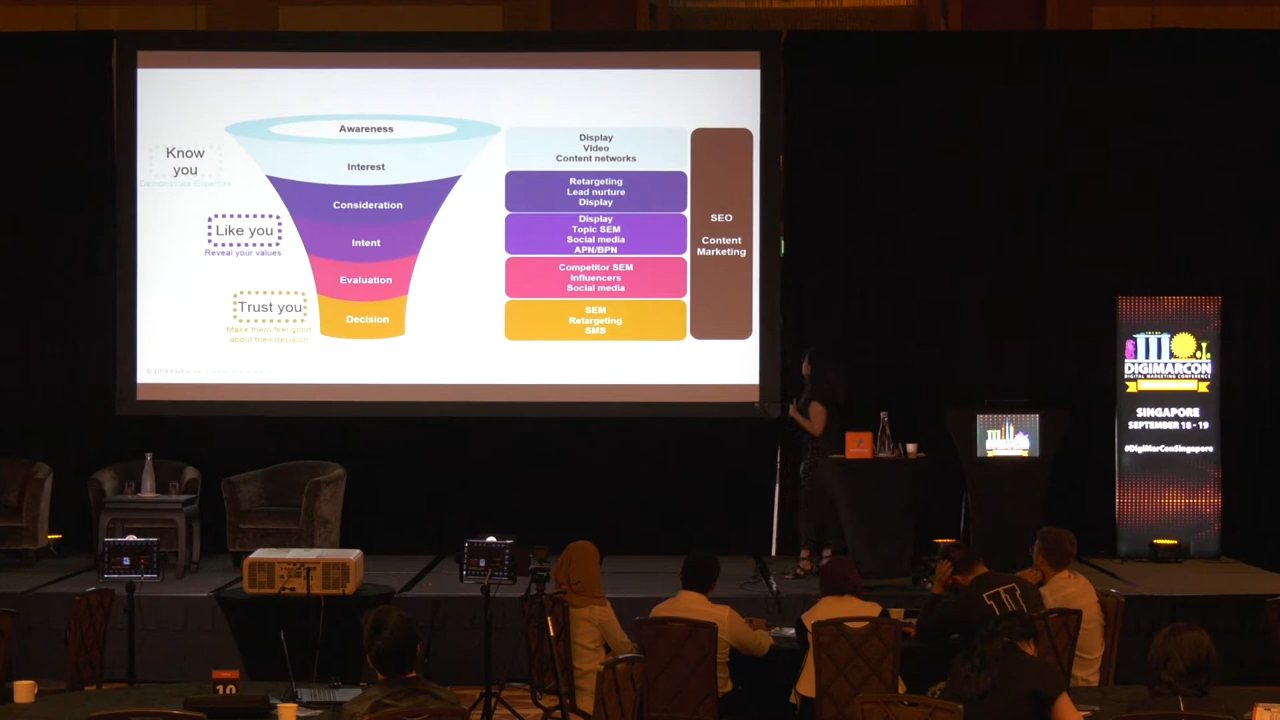 Know
you
Demonstrate Expertise
Like you
Reveal your values
Trust you
Make them feel good
about their decision
Awareness
Interest
Consideration
Intent
Evaluation
Decision
Display
Video
Content networks
Retargeting
Lead nurture
Display
Display
Topic SEM
Social media
APN/BPN
Competitor SEM
Influencers
Social media
SEM
Retargeting
SMS
SEO
Content
Marketing
DIGIMARCON
DIGITAL MARKETING CONFERENCE
SINGAPORE
SEPTEMBER 18 - 19
#DigiMarConSingapore
10